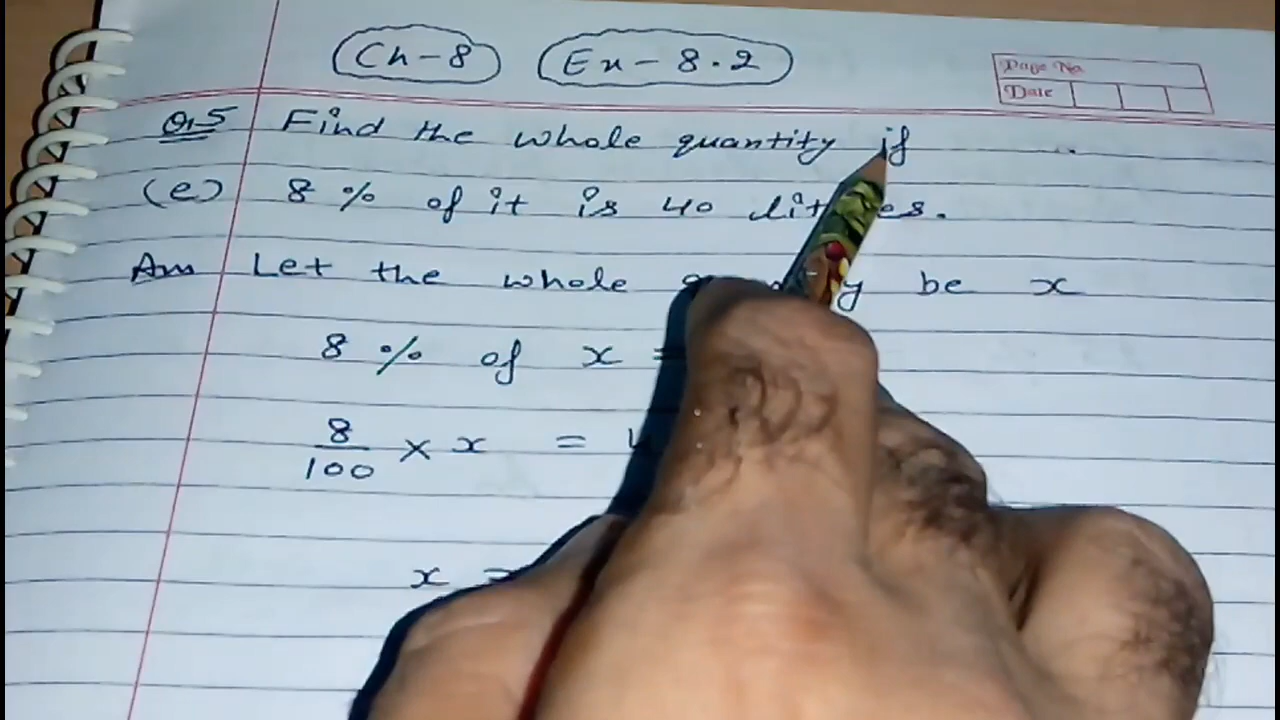 Ch-8 Ex-8.2
Page No.
Date
Q.5 Find the whole quantity if
(e) 8% of it is 40 litres.
Ans Let the whole be x
8% of x =
8/100 × x =
x =